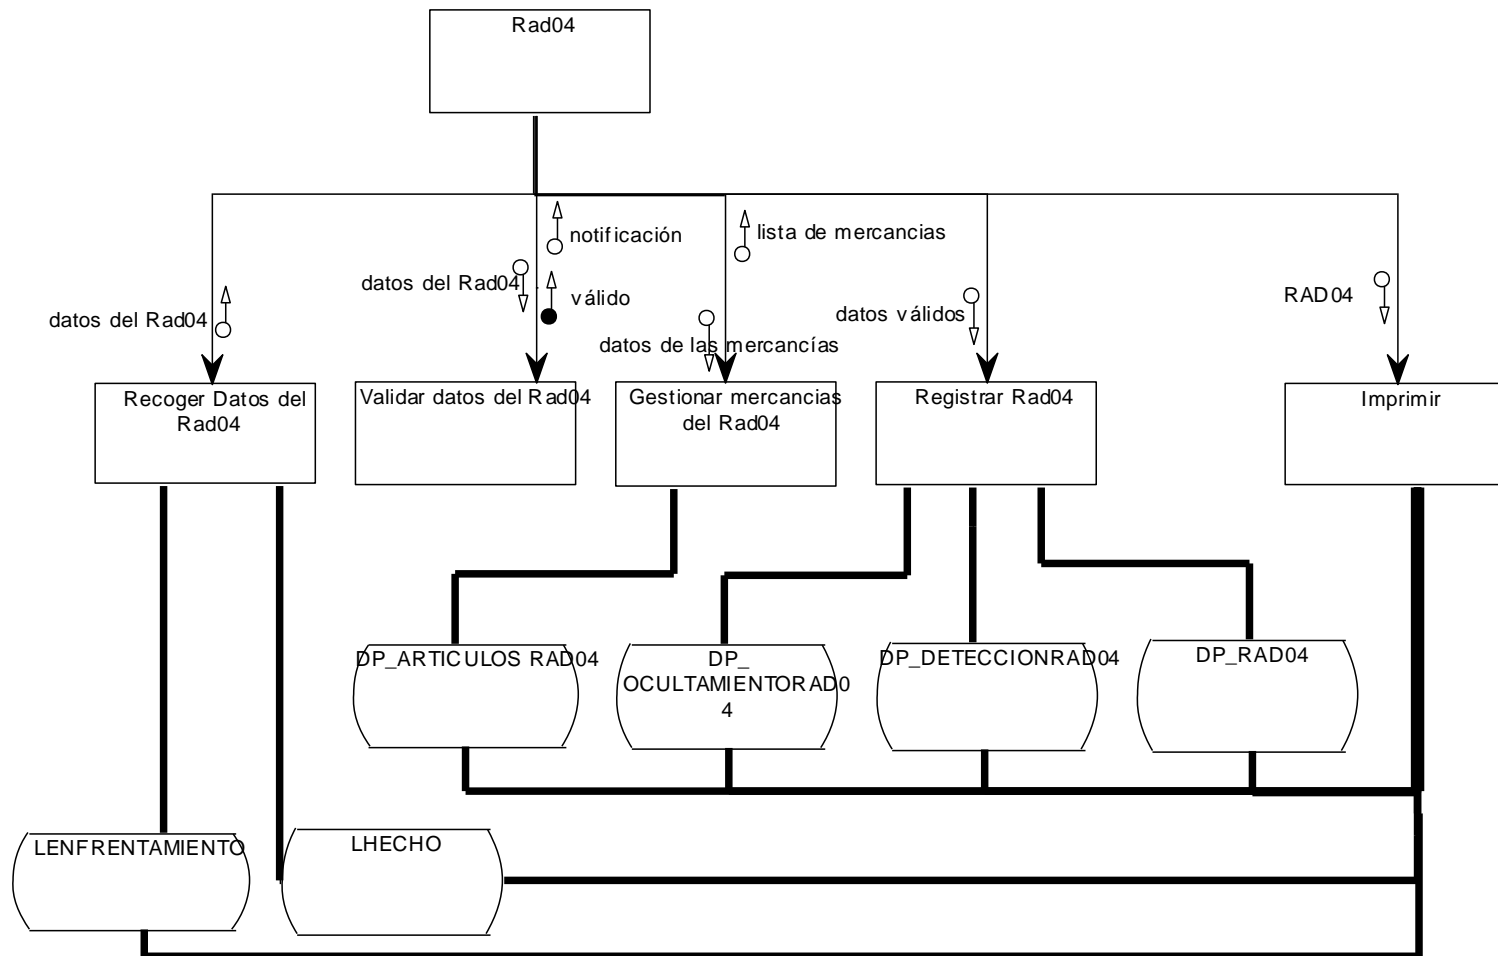 Rad04
notificación
lista de mercancias
datos del Rad04
válido
RAD04
datos válidos
datos del Rad04
datos de las mercancías
Recoger Datos del
Rad04
Validar datos del Rad04
Gestionar mercancias
del Rad04
Registrar Rad04
Imprimir
DP_ARTICULOS RAD04
DP_
OCULTAMIENTORAD0
4
DP_DETECCIONRAD04
DP_RAD04
LENFRENTAMIENTO
LHECHO